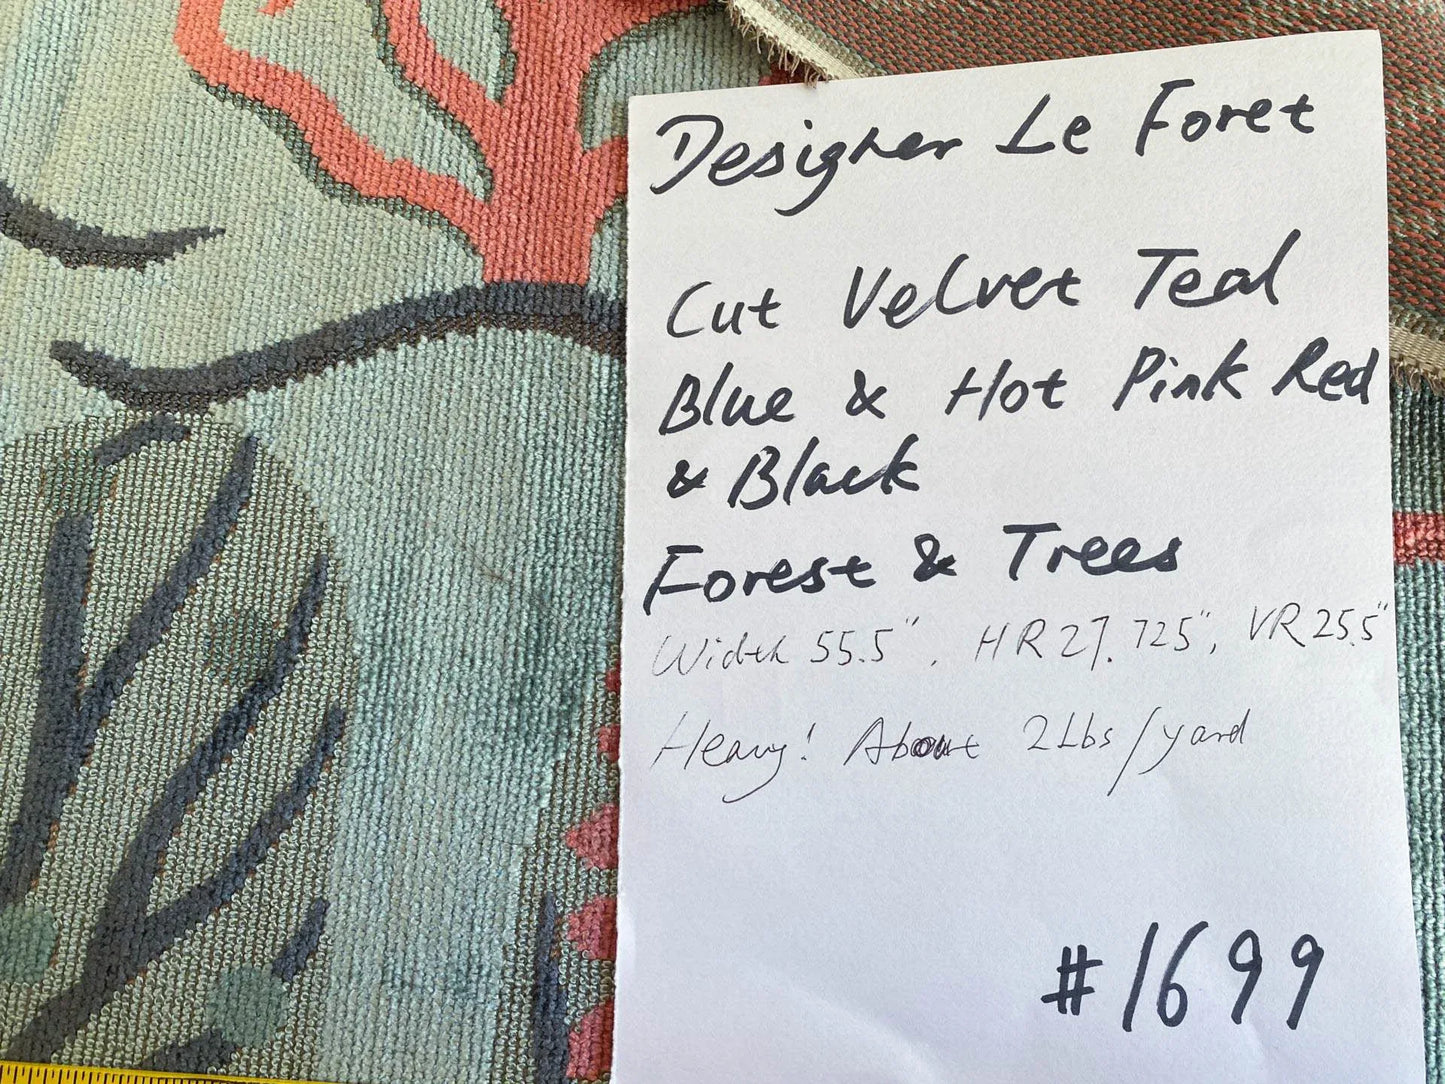 Designer Le Foret
Cut Velvet Teal
Blue & Hot Pink Red
& Black
Forest & Trees
Width 55.5", HR 27.725", VR 25.5"
Heavy! About 2Lbs/yard
#1699